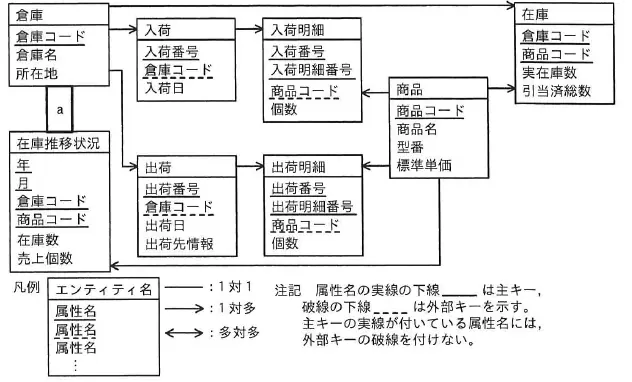 倉庫
倉庫コード
倉庫名
所在地
入荷
入荷番号
倉庫コード
入荷日
入荷明細
入荷番号
入荷明細番号
商品コード
個数
在庫
倉庫コード
商品コード
実在庫数
引当済総数
商品
商品コード
商品名
型番
標準単価
a
在庫推移状況
年
月
倉庫コード
商品コード
在庫数
売上個数
出荷
出荷番号
倉庫コード
出荷日
出荷先情報
出荷明細
出荷番号
出荷明細番号
商品コード
個数
凡例
エンティティ名
属性名
属性名
属性名
⋮
：1対1
：1対多
：多対多
注記　属性名の実線の下線____は主キー，
破線の下線____は外部キーを示す。
主キーの実線が付いている属性名には，
外部キーの破線を付けない。